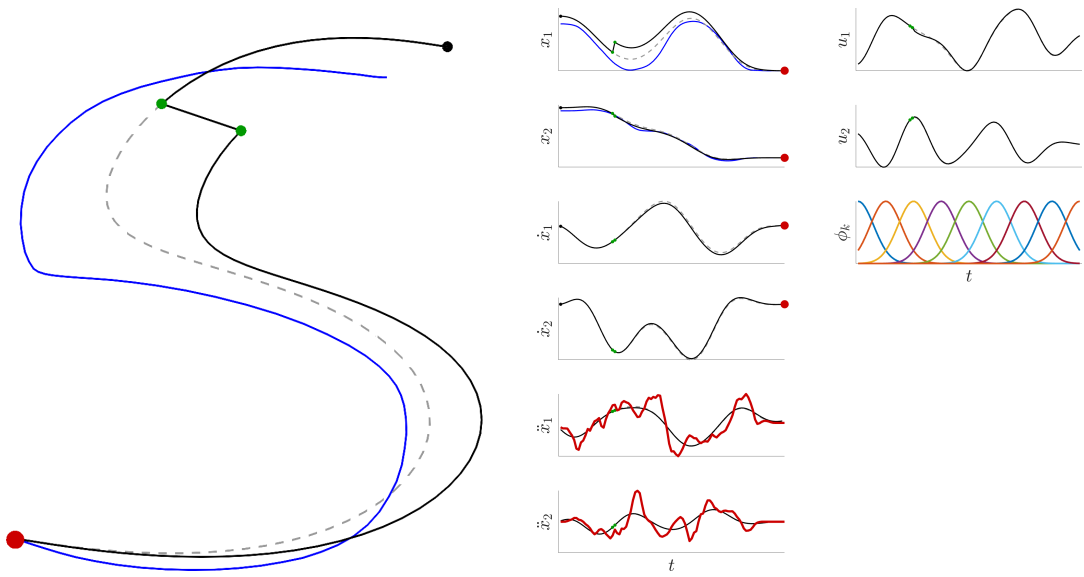 x₁
x₂
ẋ₁
ẋ₂
ẍ₁
ẍ₂
t
u₁
u₂
ϕₖ
t